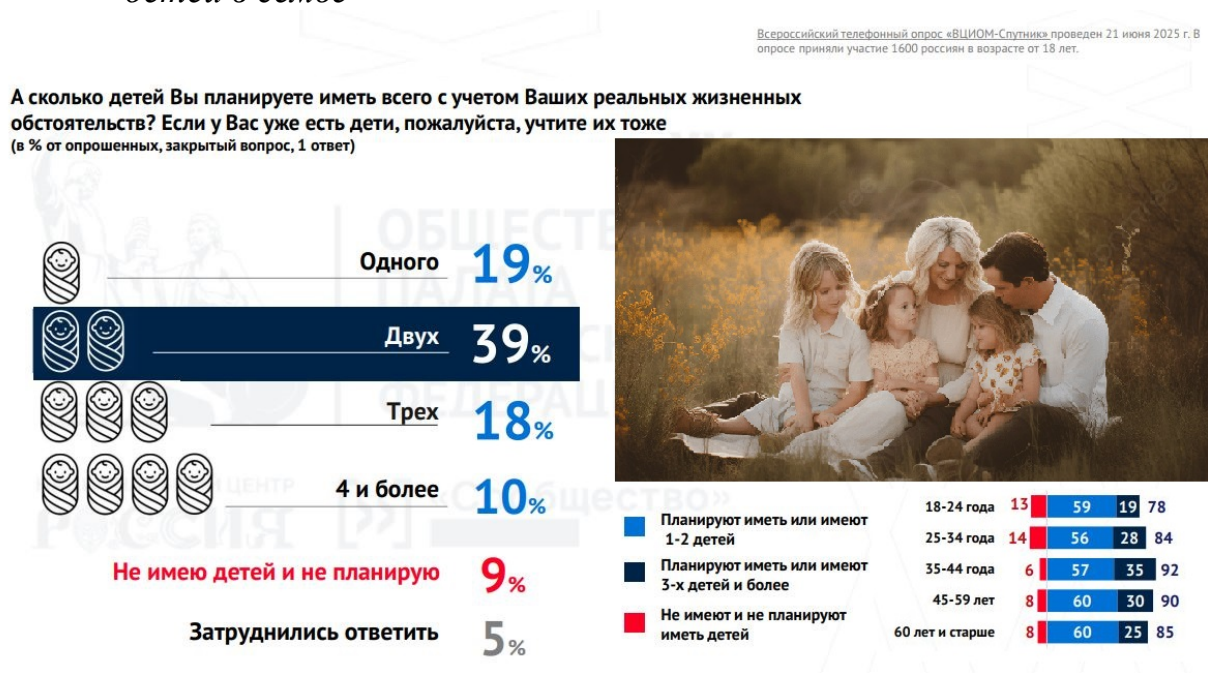 детей в семье
Всероссийский телефонный опрос «ВЦИОМ-Спутник» проведен 21 июня 2025 г. В
опросе приняли участие 1600 россиян в возрасте от 18 лет.
А сколько детей Вы планируете иметь всего с учетом Ваших реальных жизненных
обстоятельств? Если у Вас уже есть дети, пожалуйста, учтите их тоже
(в % от опрошенных, закрытый вопрос, 1 ответ)
Одного 19%
Двух 39%
Трех 18%
4 и более 10%
Не имею детей и не планирую 9%
Затруднились ответить 5%
Планируют иметь или имеют
1-2 детей
Планируют иметь или имеют
3-х детей и более
Не имеют и не планируют
иметь детей
18-24 года 13 59 19 78
25-34 года 14 56 28 84
35-44 года 6 57 35 92
45-59 лет 8 60 30 90
60 лет и старше 8 60 25 85
РОССИЯ
«Сообщество»